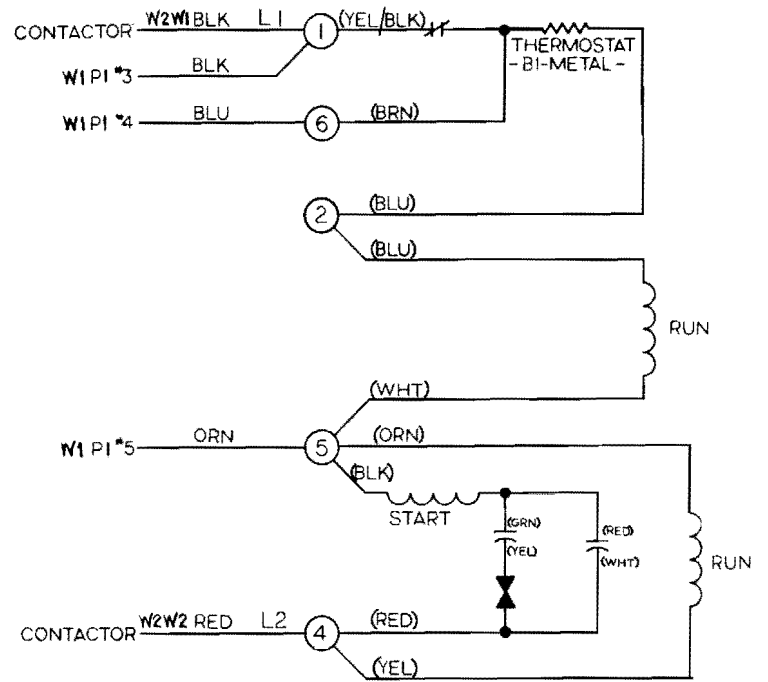 CONTACTOR W2W1 BLK L1 1 (YEL/BLK)
THERMOSTAT
-BI-METAL-
W1 P1 #3 BLK
W1 P1 #4 BLU 6 (BRN)
2 (BLU)
(BLU)
RUN
(WHT)
W1 P1 #5 ORN 5 (ORN)
(BLK)
START
(GRN)
(YEL)
(RED)
(WHT)
RUN
CONTACTOR W2W2 RED L2 4 (RED)
(YEL)